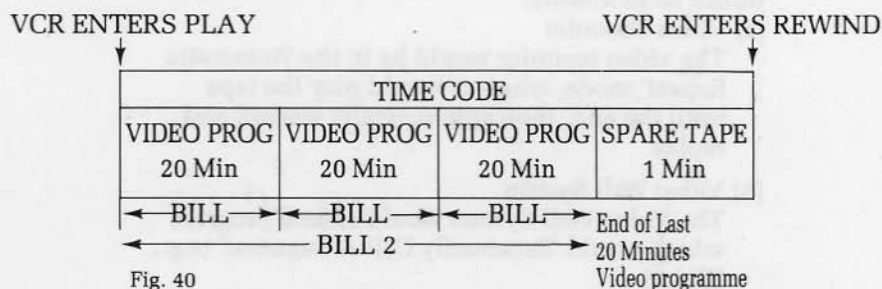 VCR ENTERS PLAY VCR ENTERS REWIND
TIME CODE
VIDEO PROG VIDEO PROG VIDEO PROG SPARE TAPE
20 Min 20 Min 20 Min 1 Min
BILL BILL BILL End of Last
BILL 2 20 Minutes
Fig. 40 Video programme